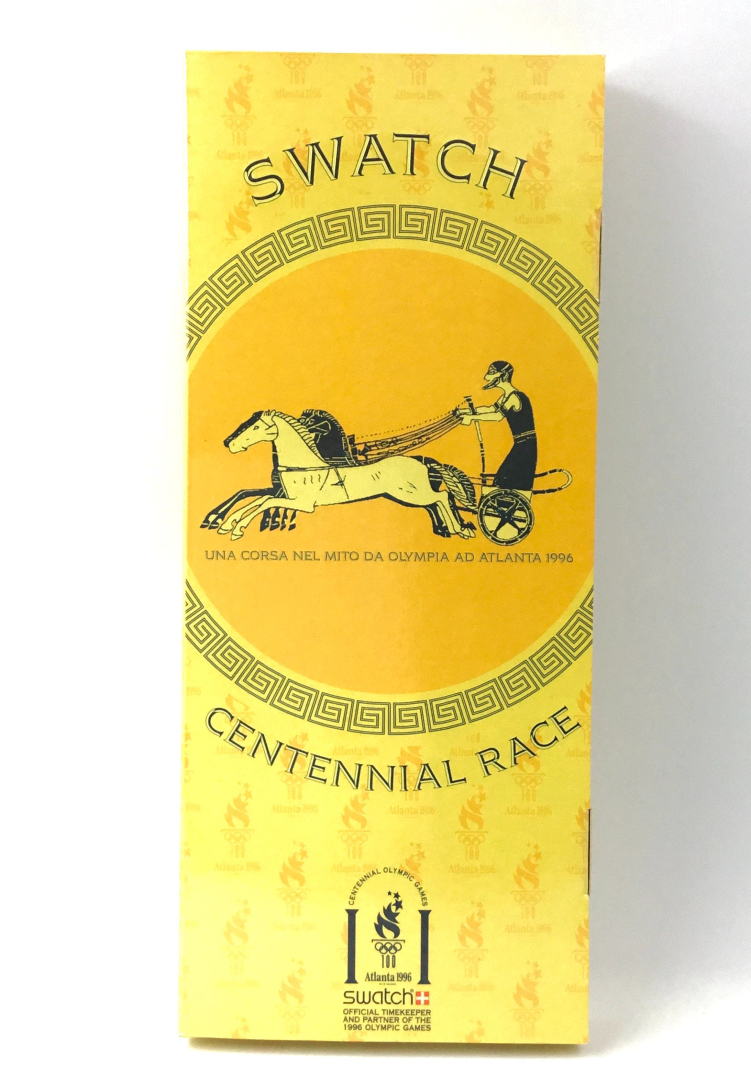 SWATCH
UNA CORSA NEL MITO DA OLYMPIA AD ATLANTA 1996
CENTENNIAL RACE
CENTENNIAL OLYMPIC GAMES
100
Atlanta 1996
swatch
OFFICIAL TIMEKEEPER
AND PARTNER OF THE
1996 OLYMPIC GAMES